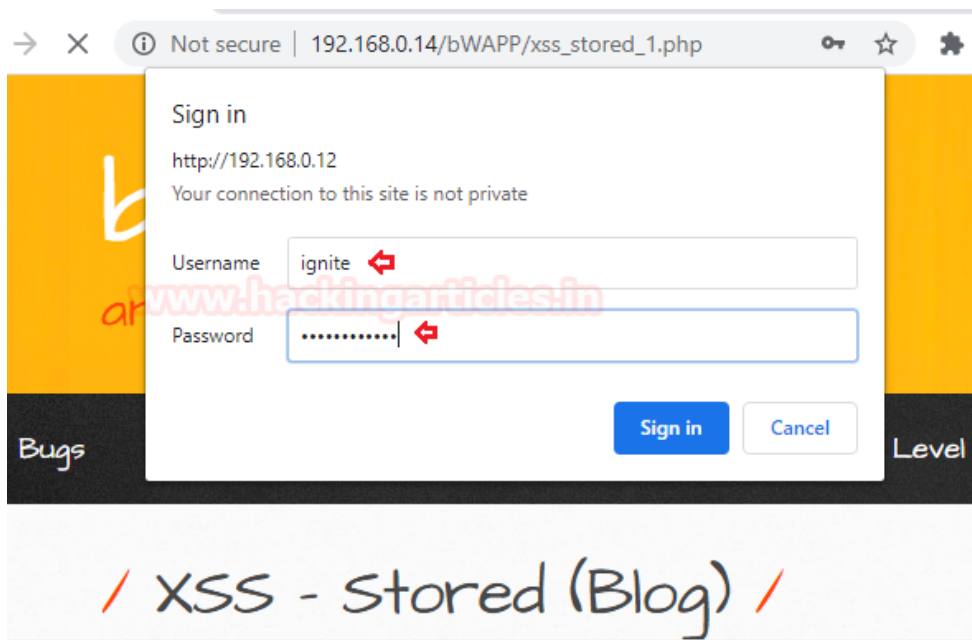 Not secure | 192.168.0.14/bWAPP/xss_stored_1.php
Sign in
http://192.168.0.12
Your connection to this site is not private
Username ignite
www.hackingarticles.in
Password ••••••••••••
Sign in Cancel
Bugs Level
/ XSS - Stored (Blog) /